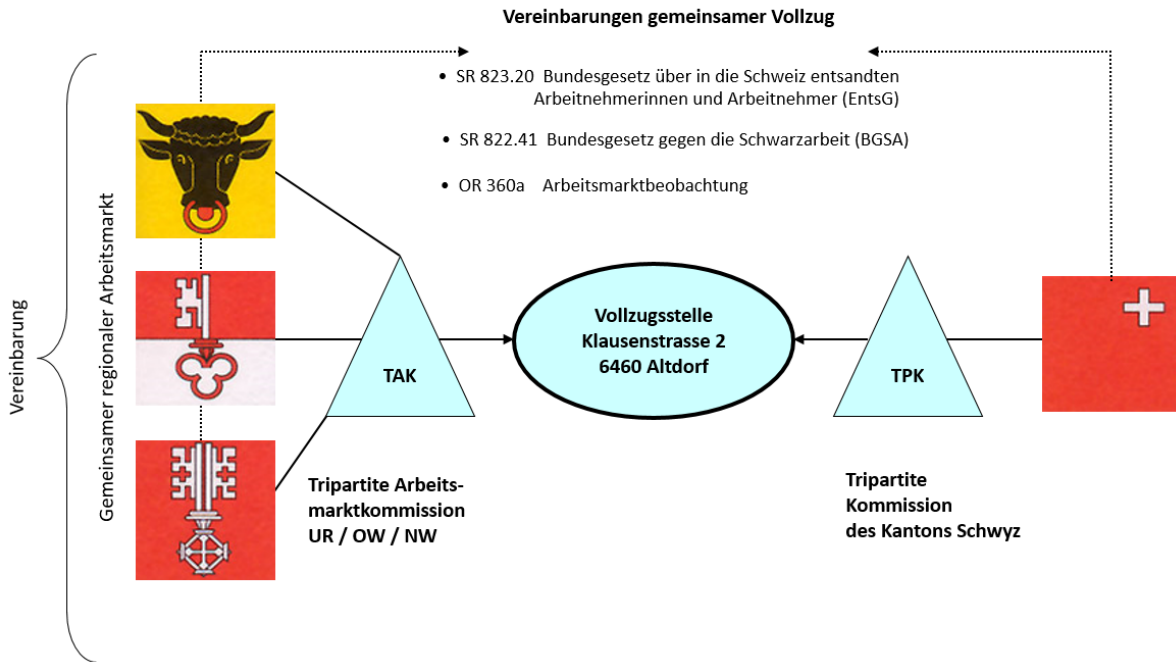 Vereinbarungen gemeinsamer Vollzug
• SR 823.20 Bundesgesetz über in die Schweiz entsandten
Arbeitnehmerinnen und Arbeitnehmer (EntsG)
• SR 822.41 Bundesgesetz gegen die Schwarzarbeit (BGSA)
• OR 360a Arbeitsmarktbeobachtung
Vereinbarung
Gemeinsamer regionaler Arbeitsmarkt
TAK
Vollzugsstelle
Klausenstrasse 2
6460 Altdorf
TPK
Tripartite Arbeits-
marktkommission
UR / OW / NW
Tripartite
Kommission
des Kantons Schwyz